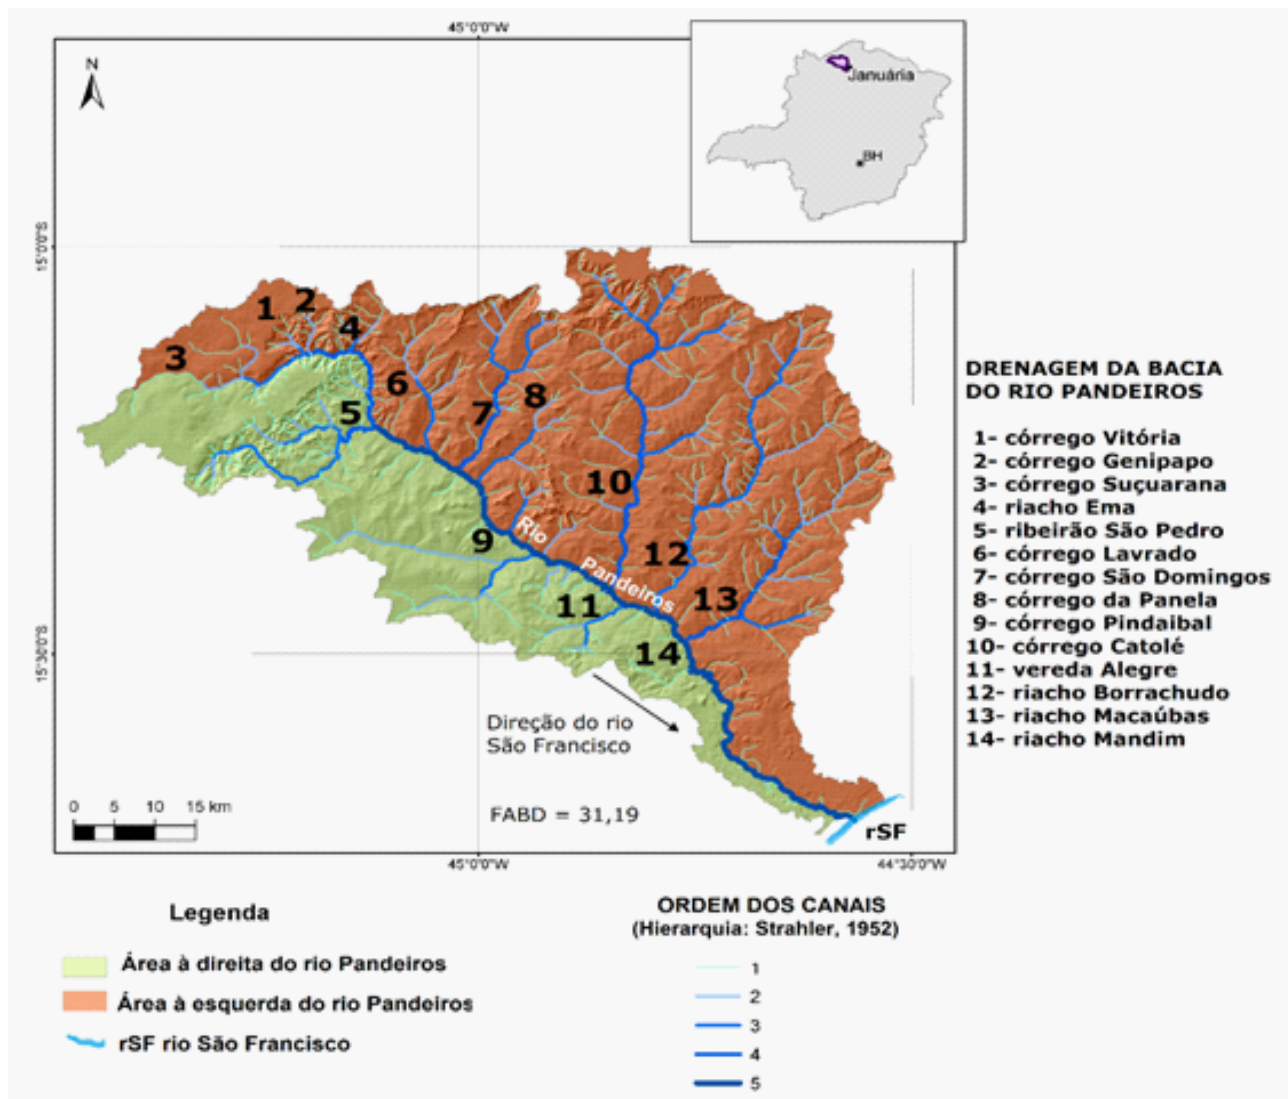 45°0'0"W
N
Januária
BH
15°0'0"S
1
2
4
3
6
5
7
8
10
Rio
9
Pandeiros
12
11
13
14
15°30'0"S
Direção do rio
São Francisco
FABD = 31,19
0 5 10 15 km
rSF
45°0'0"W
44°30'0"W
DRENAGEM DA BACIA
DO RIO PANDEIROS
1- córrego Vitória
2- córrego Genipapo
3- córrego Suçuarana
4- riacho Ema
5- ribeirão São Pedro
6- córrego Lavrado
7- córrego São Domingos
8- córrego da Panela
9- córrego Pindaibal
10- córrego Catolé
11- vereda Alegre
12- riacho Borrachudo
13- riacho Macaúbas
14- riacho Mandim
Legenda
Área à direita do rio Pandeiros
Área à esquerda do rio Pandeiros
rSF rio São Francisco
ORDEM DOS CANAIS
(Hierarquia: Strahler, 1952)
1
2
3
4
5